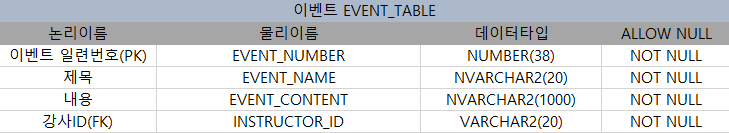 이벤트 EVENT_TABLE
논리이름 물리이름 데이터타입 ALLOW NULL
이벤트 일련번호(PK) EVENT_NUMBER NUMBER(38) NOT NULL
제목 EVENT_NAME NVARCHAR2(20) NOT NULL
내용 EVENT_CONTENT NVARCHAR2(1000) NOT NULL
강사ID(FK) INSTRUCTOR_ID VARCHAR2(20) NOT NULL